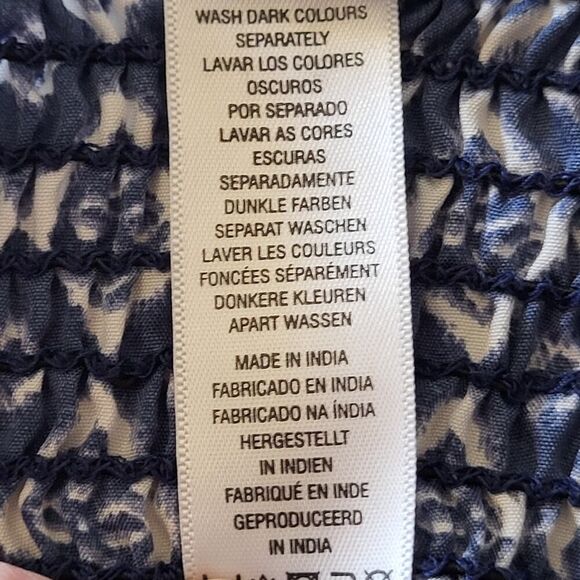 WASH DARK COLOURS
SEPARATELY
LAVAR LOS COLORES
OSCUROS
POR SEPARADO
LAVAR AS CORES
ESCURAS
SEPARADAMENTE
DUNKLE FARBEN
SEPARAT WASCHEN
LAVER LES COULEURS
FONCÉES SÉPARÉMENT
DONKERE KLEUREN
APART WASSEN
MADE IN INDIA
FABRICADO EN INDIA
FABRICADO NA ÍNDIA
HERGESTELLT
IN INDIEN
FABRIQUÉ EN INDE
GEPRODUCEERD
IN INDIA